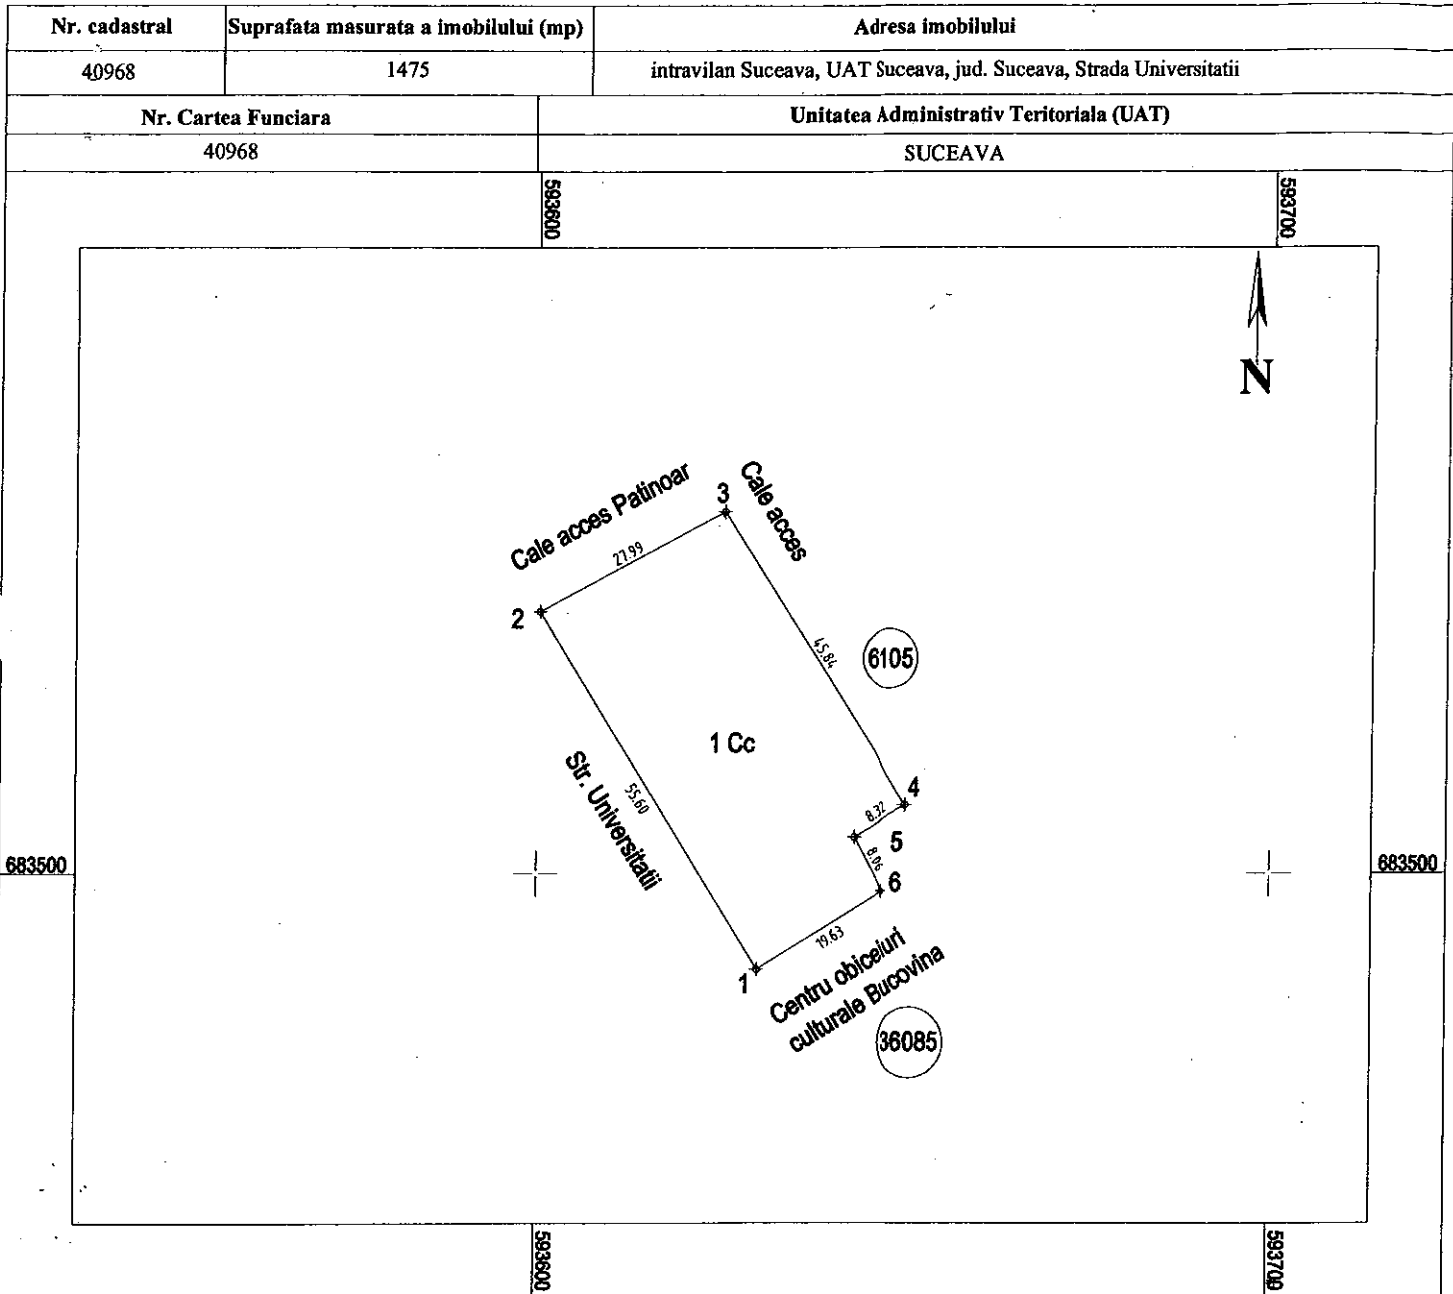 Nr. cadastral Suprafata masurata a imobilului (mp) Adresa imobilului
40968 1475 intravilan Suceava, UAT Suceava, jud. Suceava, Strada Universitatii
Nr. Cartea Funciara Unitatea Administrativ Teritoriala (UAT)
40968 SUCEAVA
593600 593700
N
Cale acces Patinoar
3
Cale acces
27.99
2
45.84
6105
1 Cc
Str. Universitatii
55.60
4
8.32
5
8.06
683500 683500
6
19.63
1
Centru obiceiuri
culturale Bucovina
36085
593600 593700